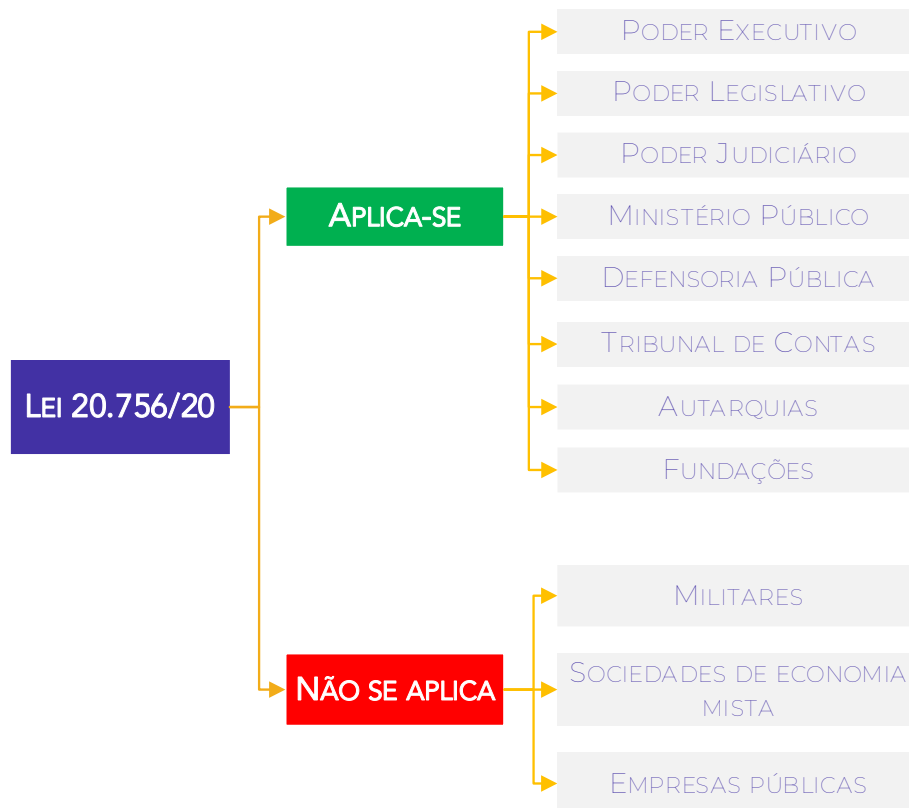 Lei 20.756/20
Aplica-se
Poder Executivo
Poder Legislativo
Poder Judiciário
Ministério Público
Defensoria Pública
Tribunal de Contas
Autarquias
Fundações
Não se aplica
Militares
Sociedades de economia
mista
Empresas públicas